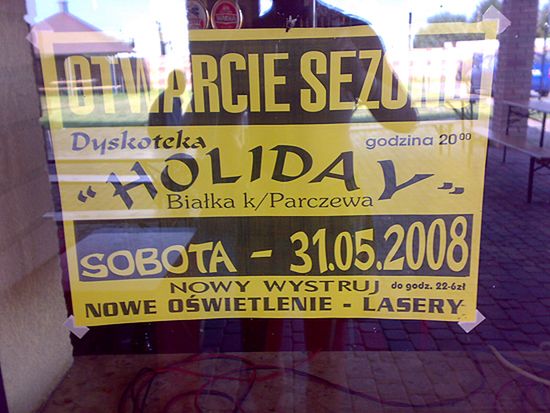 OTWARCIE SEZONU
Dyskoteka godzina 20 00
"HOLIDAY"
Białka k/Parczewa
SOBOTA - 31.05.2008
NOWY WYSTRUJ do godz. 22-6zł
NOWE OŚWIETLENIE - LASERY